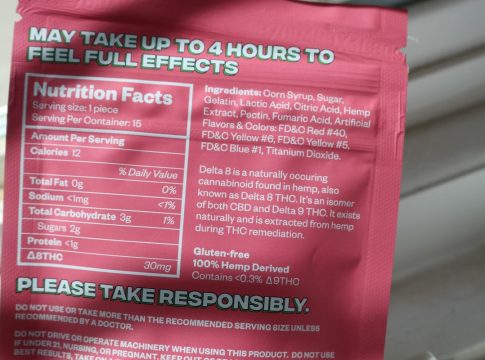 MAY TAKE UP TO 4 HOURS TO
FEEL FULL EFFECTS
Nutrition Facts
Serving size: 1 piece
Serving Per Container: 15
Amount Per Serving
Calories 12
% Daily Value
Total Fat 0g 0%
Sodium <1mg <1%
Total Carbohydrate 3g 1%
Sugars 2g
Protein <1g
Δ8THC 30mg
Ingredients: Corn Syrup, Sugar,
Gelatin, Lactic Acid, Citric Acid, Hemp
Extract, Pectin, Fumaric Acid, Artificial
Flavors & Colors: FD&C Red #40,
FD&C Yellow #6, FD&C Yellow #5,
FD&C Blue #1, Titanium Dioxide.
Delta 8 is a naturally occuring
cannabinoid found in hemp, also
known as Delta 8 THC. It's an isomer
of both CBD and Delta 9 THC. It exists
naturally and is extracted from hemp
during THC remediation.
Gluten-free
100% Hemp Derived
Contains <0.3% Δ9THC
PLEASE TAKE RESPONSIBLY.
DO NOT USE OR TAKE MORE THAN THE RECOMMENDED SERVING SIZE UNLESS
RECOMMENDED BY A DOCTOR.
DO NOT DRIVE OR OPERATE MACHINERY WHEN USING THIS PRODUCT. DO NOT USE
IF UNDER 21, NURSING, OR PREGNANT. KEEP OUT OF
BEST RESULTS, TAKE ON